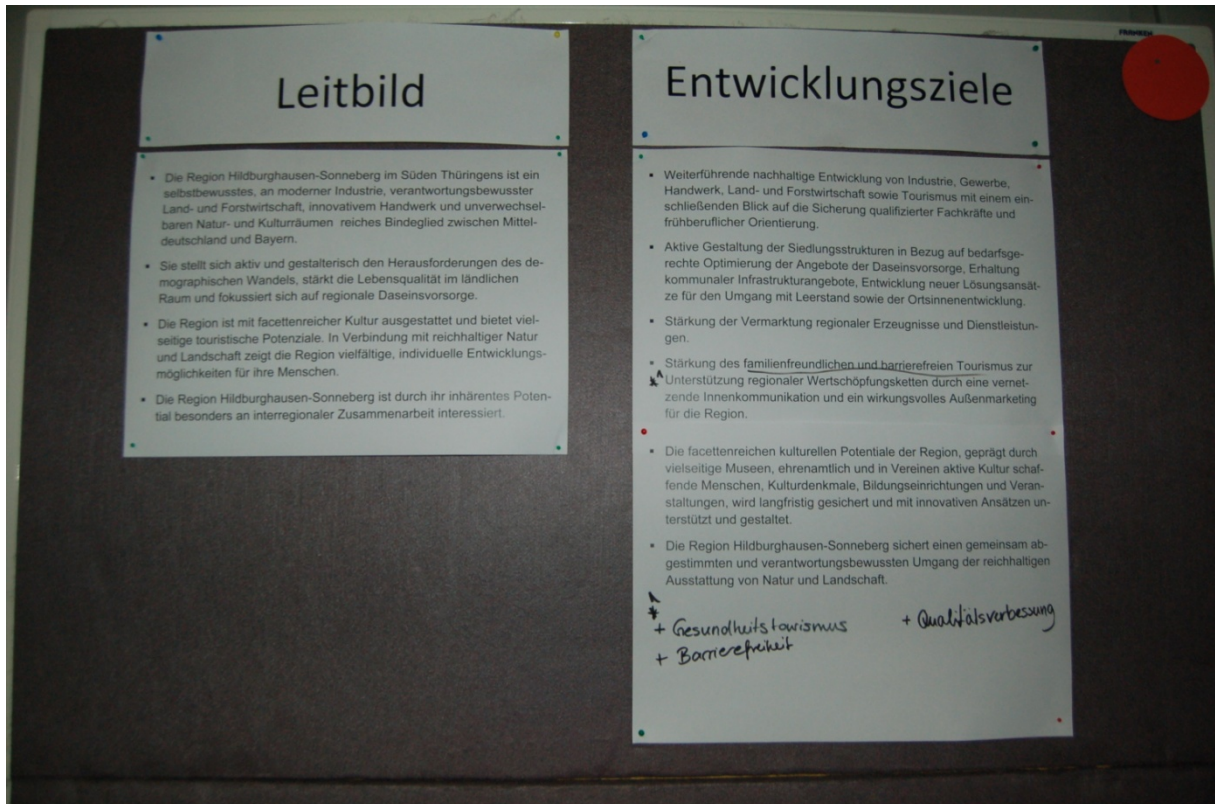 Leitbild
Die Region Hildburghausen-Sonneberg im Süden Thüringens ist ein
selbstbewusstes, an moderner Industrie, verantwortungsbewusster
Land- und Forstwirtschaft, innovativem Handwerk und unverwechsel-
baren Natur- und Kulturräumen reiches Bindeglied zwischen Mittel-
deutschland und Bayern.
Sie stellt sich aktiv und gestalterisch den Herausforderungen des de-
mographischen Wandels, stärkt die Lebensqualität im ländlichen
Raum und fokussiert sich auf regionale Daseinsvorsorge.
Die Region ist mit facettenreicher Kultur ausgestattet und bietet viel-
seitige touristische Potenziale. In Verbindung mit reichhaltiger Natur
und Landschaft zeigt die Region vielfältige, individuelle Entwicklungs-
möglichkeiten für ihre Menschen.
Die Region Hildburghausen-Sonneberg ist durch ihr inhärentes Poten-
tial besonders an interregionaler Zusammenarbeit interessiert.
Entwicklungsziele
Weiterführende nachhaltige Entwicklung von Industrie, Gewerbe,
Handwerk, Land- und Forstwirtschaft sowie Tourismus mit einem ein-
schließenden Blick auf die Sicherung qualifizierter Fachkräfte und
frühberuflicher Orientierung.
Aktive Gestaltung der Siedlungsstrukturen in Bezug auf bedarfsge-
rechte Optimierung der Angebote der Daseinsvorsorge, Erhaltung
kommunaler Infrastrukturangebote, Entwicklung neuer Lösungsansät-
ze für den Umgang mit Leerstand sowie der Ortsinnenentwicklung.
Stärkung der Vermarktung regionaler Erzeugnisse und Dienstleistun-
gen.
Stärkung des familienfreundlichen und barrierefreien Tourismus zur
Unterstützung regionaler Wertschöpfungsketten durch eine vernet-
zende Innenkommunikation und ein wirkungsvolles Außenmarketing
für die Region.
Die facettenreichen kulturellen Potentiale der Region, geprägt durch
vielseitige Museen, ehrenamtlich und in Vereinen aktive Kultur schaf-
fende Menschen, Kulturdenkmale, Bildungseinrichtungen und Veran-
staltungen, wird langfristig gesichert und mit innovativen Ansätzen un-
terstützt und gestaltet.
Die Region Hildburghausen-Sonneberg sichert einen gemeinsam ab-
gestimmten und verantwortungsbewussten Umgang der reichhaltigen
Ausstattung von Natur und Landschaft.
+ Gesundheitstourismus
+ Barrierefreiheit
+ Qualitätsverbessung
FRANKEN